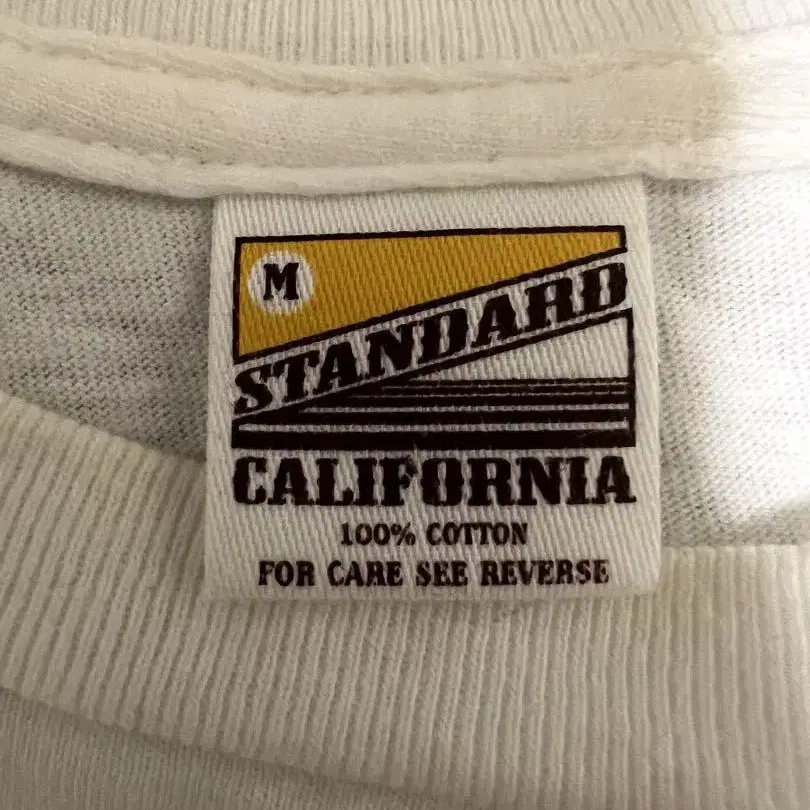 M
STANDARD
CALIFORNIA
100% COTTON
FOR CARE SEE REVERSE